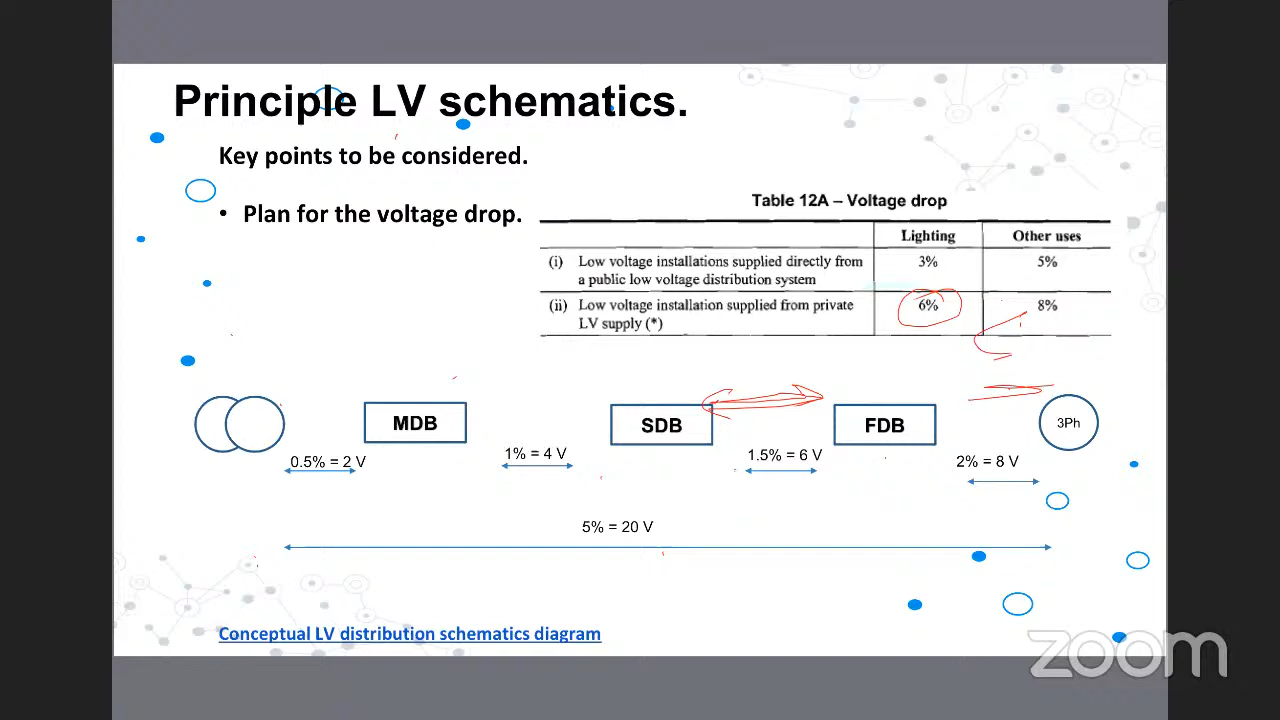 Principle LV schematics.
Key points to be considered.
• Plan for the voltage drop.
Table 12A – Voltage drop
Lighting Other uses
(i) Low voltage installations supplied directly from a public low voltage distribution system 3% 5%
(ii) Low voltage installation supplied from private LV supply (*) 6% 8%
MDB
SDB
FDB
3Ph
0.5% = 2 V
1% = 4 V
1.5% = 6 V
2% = 8 V
5% = 20 V
Conceptual LV distribution schematics diagram
zoom